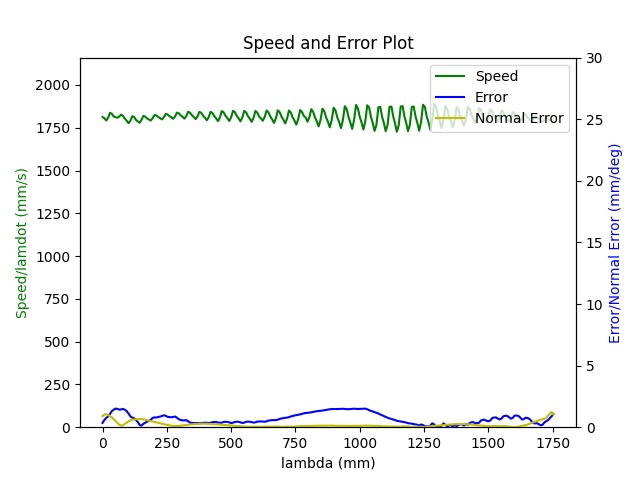 Speed and Error Plot
Speed
Error
Normal Error
2000
1750
1500
1250
1000
750
500
250
0
Speed/lamdot (mm/s)
30
25
20
15
10
5
0
Error/Normal Error (mm/deg)
0 250 500 750 1000 1250 1500 1750
lambda (mm)